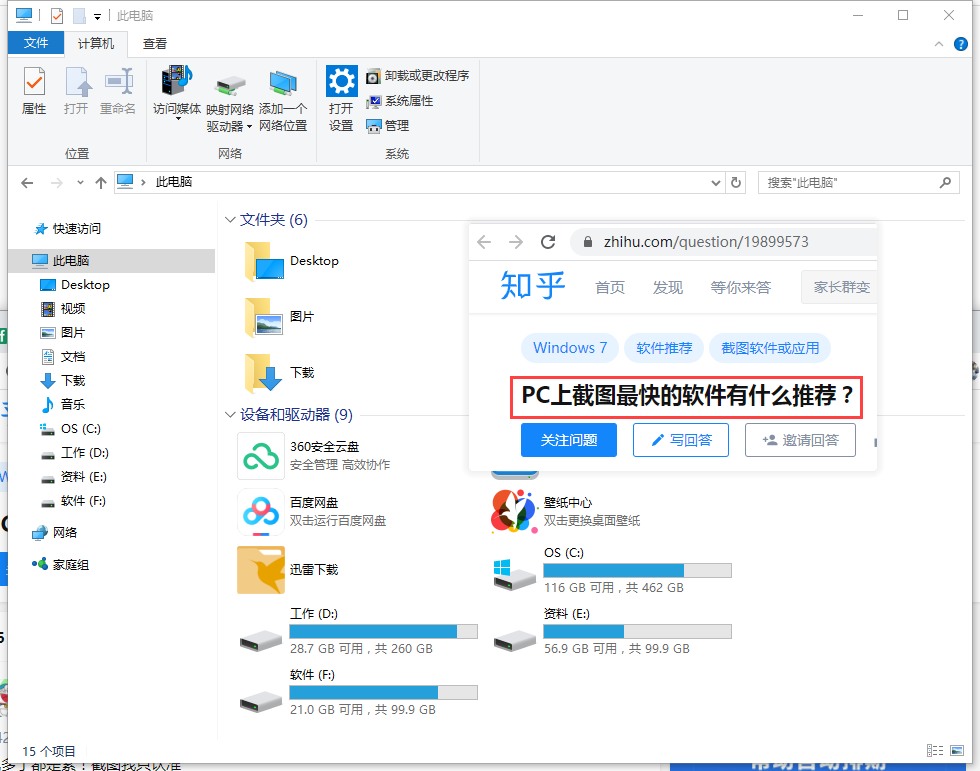 此电脑
文件 计算机 查看
属性 打开 重命名
访问媒体 映射网络驱动器 添加一个网络位置
打开设置
卸载或更改程序
系统属性
管理
位置 网络 系统
此电脑
搜索"此电脑"
快速访问
此电脑
Desktop
视频
图片
文档
下载
音乐
OS (C:)
工作 (D:)
资料 (E:)
软件 (F:)
网络
家庭组
文件夹 (6)
Desktop
图片
下载
zhihu.com/question/19899573
知乎 首页 发现 等你来答 家长群变
Windows 7 软件推荐 截图软件或应用
PC上截图最快的软件有什么推荐？
关注问题 写回答 邀请回答
设备和驱动器 (9)
360安全云盘
安全管理 高效协作
百度网盘
双击运行百度网盘
壁纸中心
双击更换桌面壁纸
迅雷下载
OS (C:)
116 GB 可用，共 462 GB
工作 (D:)
28.7 GB 可用，共 260 GB
资料 (E:)
56.9 GB 可用，共 99.9 GB
软件 (F:)
21.0 GB 可用，共 99.9 GB
15 个项目